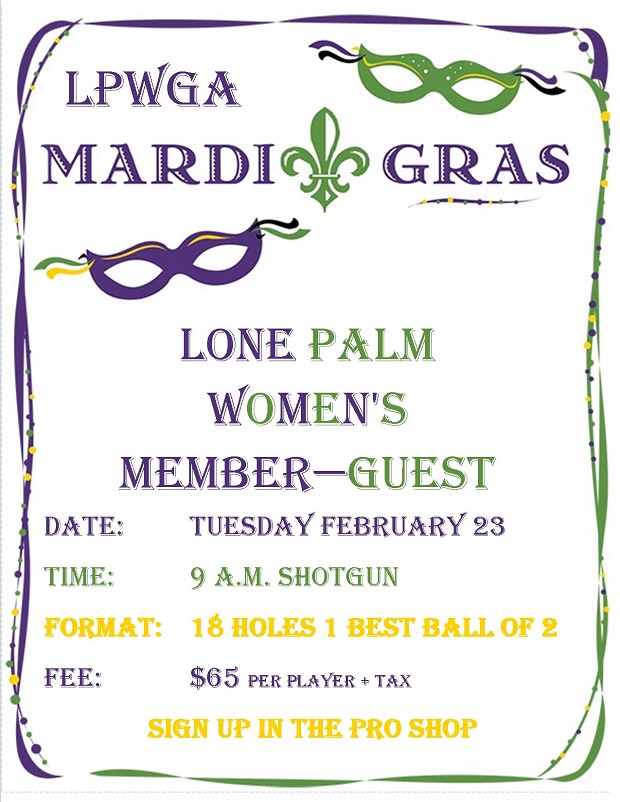 LPWGA
MARDI GRAS
LONE PALM
WOMEN'S
MEMBER—GUEST
DATE: TUESDAY FEBRUARY 23
TIME: 9 A.M. SHOTGUN
FORMAT: 18 HOLES 1 BEST BALL OF 2
FEE: $65 PER PLAYER + TAX
SIGN UP IN THE PRO SHOP